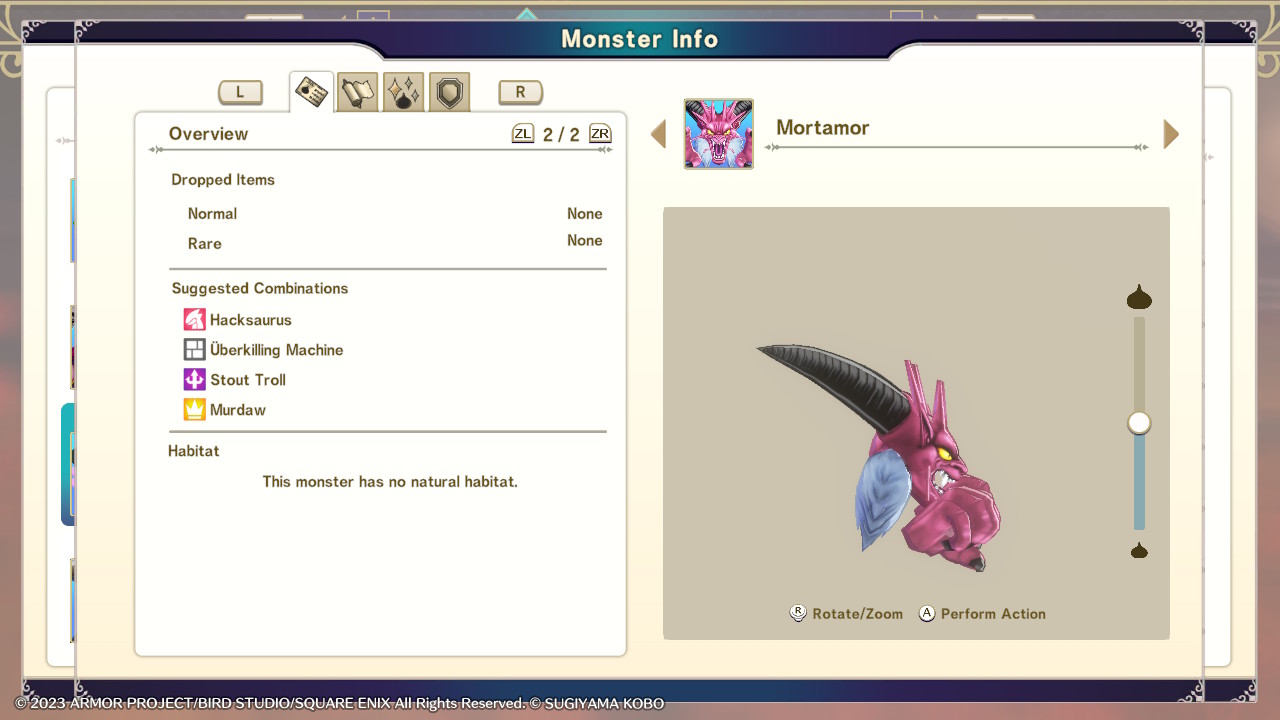 Monster Info
L
R
Overview
ZL 2 / 2 ZR
Dropped Items
Normal None
Rare None
Suggested Combinations
Hacksaurus
Überkilling Machine
Stout Troll
Murdaw
Habitat
This monster has no natural habitat.
Mortamor
R Rotate/Zoom A Perform Action
© 2023 ARMOR PROJECT/BIRD STUDIO/SQUARE ENIX All Rights Reserved. © SUGIYAMA KOBO